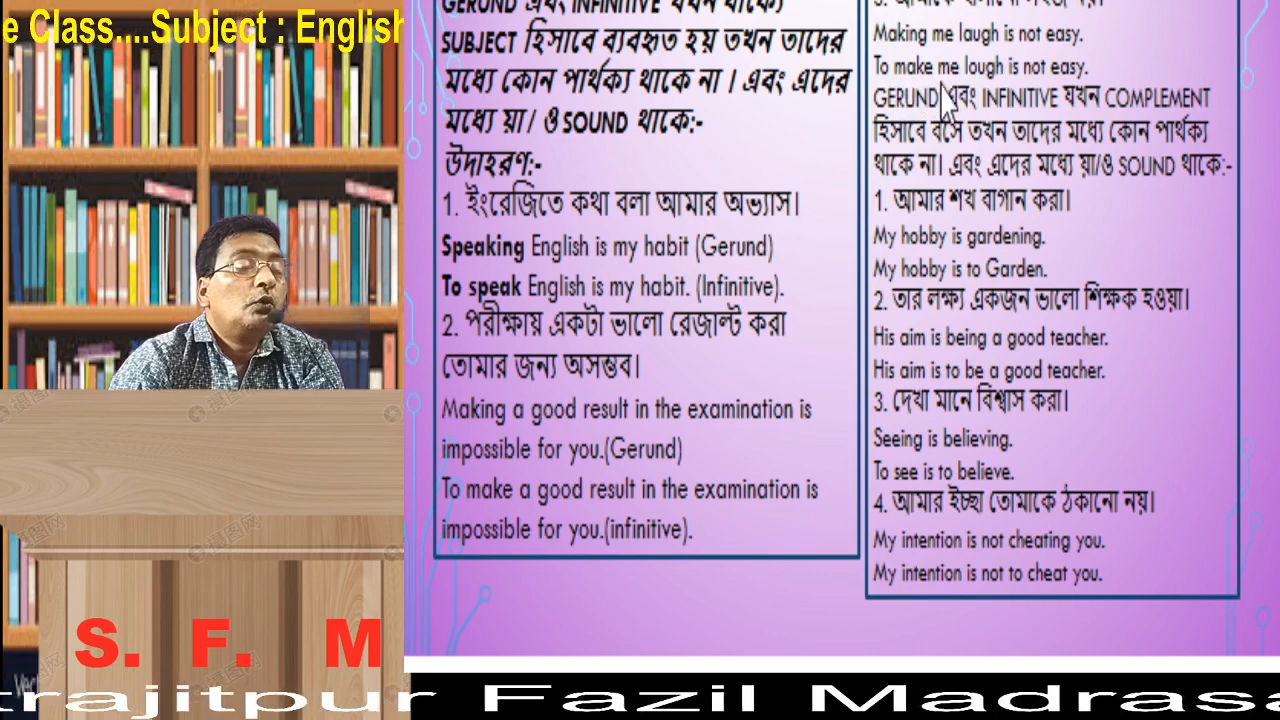 e Class....Subject : English
GERUND এবং INFINITIVE যখন বাক্যে
SUBJECT হিসাবে ব্যবহৃত হয় তখন তাদের
মধ্যে কোন পার্থক্য থাকে না। এবং এদের
মধ্যে য়া/ ও SOUND থাকে:-
উদাহরণ:-
1. ইংরেজিতে কথা বলা আমার অভ্যাস।
Speaking English is my habit (Gerund)
To speak English is my habit. (Infinitive).
2. পরীক্ষায় একটা ভালো রেজাল্ট করা
তোমার জন্য অসম্ভব।
Making a good result in the examination is
impossible for you.(Gerund)
To make a good result in the examination is
impossible for you.(infinitive).
Making me laugh is not easy.
To make me lough is not easy.
GERUND এবং INFINITIVE যখন COMPLEMENT
হিসাবে বসে তখন তাদের মধ্যে কোন পার্থক্য
থাকে না। এবং এদের মধ্যে য়া/ও SOUND থাকে:-
1. আমার শখ বাগান করা।
My hobby is gardening.
My hobby is to Garden.
2. তার লক্ষ্য একজন ভালো শিক্ষক হওয়া।
His aim is being a good teacher.
His aim is to be a good teacher.
3. দেখা মানে বিশ্বাস করা।
Seeing is believing.
To see is to believe.
4. আমার ইচ্ছা তোমাকে ঠকানো নয়।
My intention is not cheating you.
My intention is not to cheat you.
S. F. M
trajitpur Fazil Madrasa